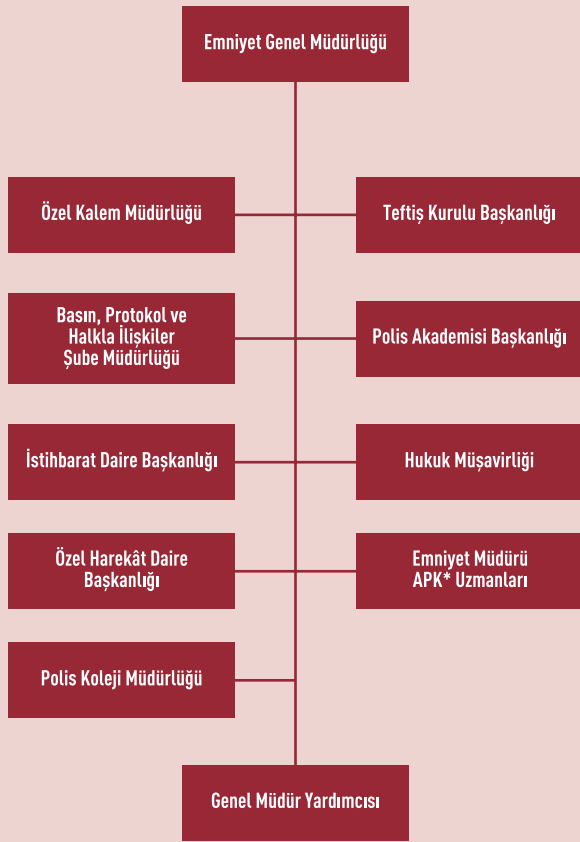 Emniyet Genel Müdürlüğü
Özel Kalem Müdürlüğü
Teftiş Kurulu Başkanlığı
Basın, Protokol ve
Halkla İlişkiler
Şube Müdürlüğü
Polis Akademisi Başkanlığı
İstihbarat Daire Başkanlığı
Hukuk Müşavirliği
Özel Harekât Daire
Başkanlığı
Emniyet Müdürü
APK* Uzmanları
Polis Koleji Müdürlüğü
Genel Müdür Yardımcısı